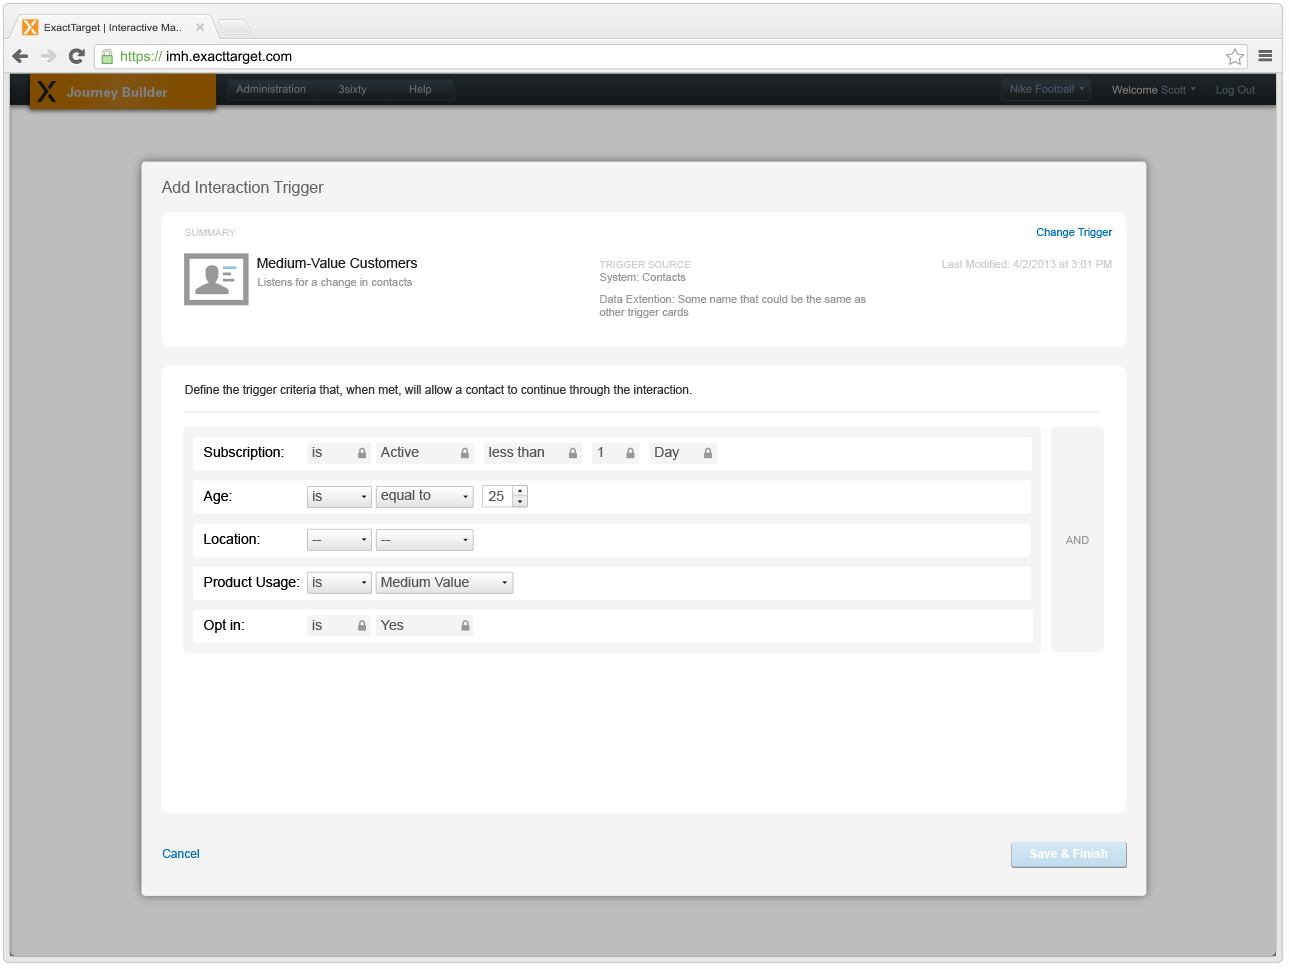 ExactTarget | Interactive Ma..
https:// imh.exacttarget.com
X Journey Builder
Administration 3sixty Help
Nike Football Welcome Scott Log Out
Add Interaction Trigger
SUMMARY
Change Trigger
Medium-Value Customers
Listens for a change in contacts
TRIGGER SOURCE
System: Contacts
Data Extention: Some name that could be the same as
other trigger cards
Last Modified: 4/2/2013 at 3:01 PM
Define the trigger criteria that, when met, will allow a contact to continue through the interaction.
Subscription: is Active less than 1 Day
Age: is equal to 25
Location: -- --
Product Usage: is Medium Value
Opt in: is Yes
AND
Cancel
Save & Finish